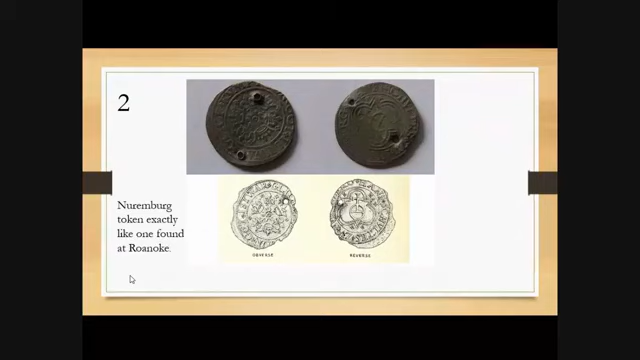 2
Nuremburg
token exactly
like one found
at Roanoke.
OBVERSE
REVERSE